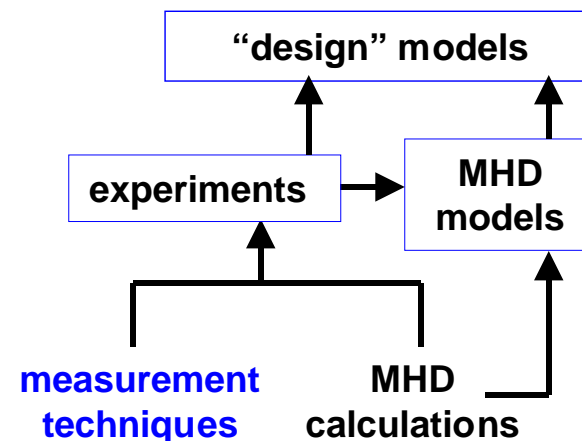 “design” models
experiments
MHD
models
measurement
techniques
MHD
calculations